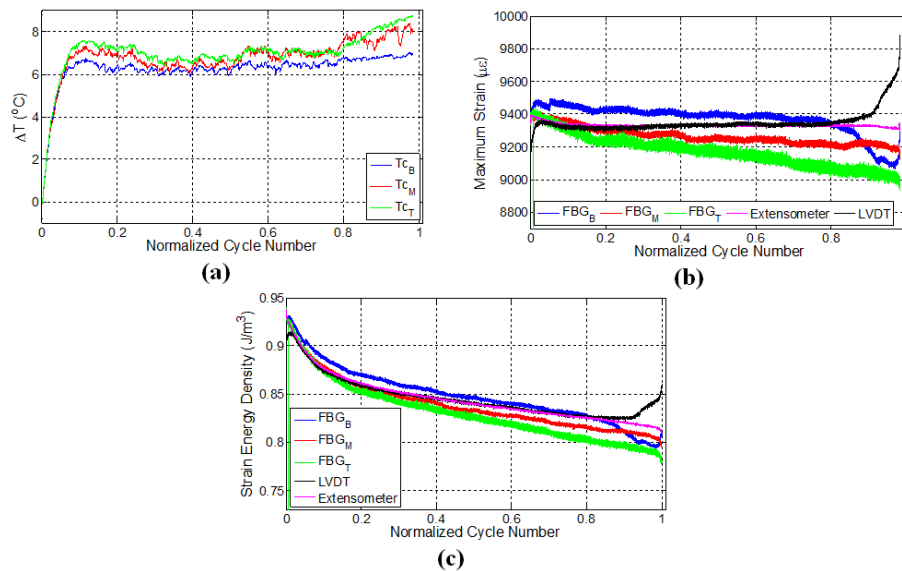 8
6
4
2
0
ΔT (⁰C)
0 0.2 0.4 0.6 0.8 1
Normalized Cycle Number
Tc_B
Tc_M
Tc_T
(a)
10000
9800
9600
9400
9200
9000
8800
Maximum Strain (µε)
FBG_B FBG_M FBG_T Extensometer LVDT
0 0.2 0.4 0.6 0.8
Normalized Cycle Number
(b)
0.95
0.9
0.85
0.8
0.75
Strain Energy Density (J/m³)
FBG_B
FBG_M
FBG_T
LVDT
Extensometer
0 0.2 0.4 0.6 0.8 1
Normalized Cycle Number
(c)